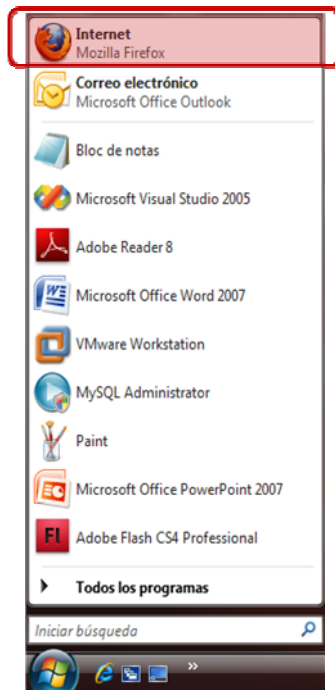 Internet
Mozilla Firefox
Correo electrónico
Microsoft Office Outlook
Bloc de notas
Microsoft Visual Studio 2005
Adobe Reader 8
Microsoft Office Word 2007
VMware Workstation
MySQL Administrator
Paint
Microsoft Office PowerPoint 2007
Fl Adobe Flash CS4 Professional
Todos los programas
Iniciar búsqueda
»